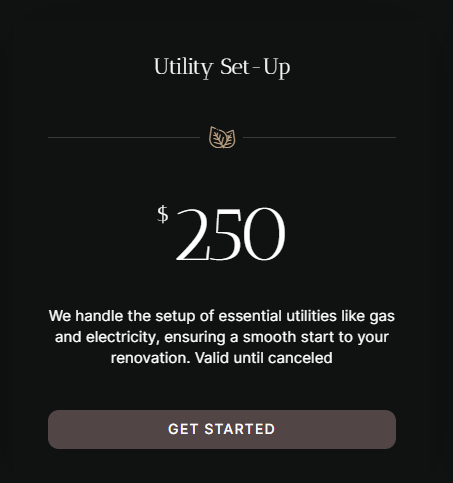 Utility Set-Up
$250
We handle the setup of essential utilities like gas
and electricity, ensuring a smooth start to your
renovation. Valid until canceled
GET STARTED